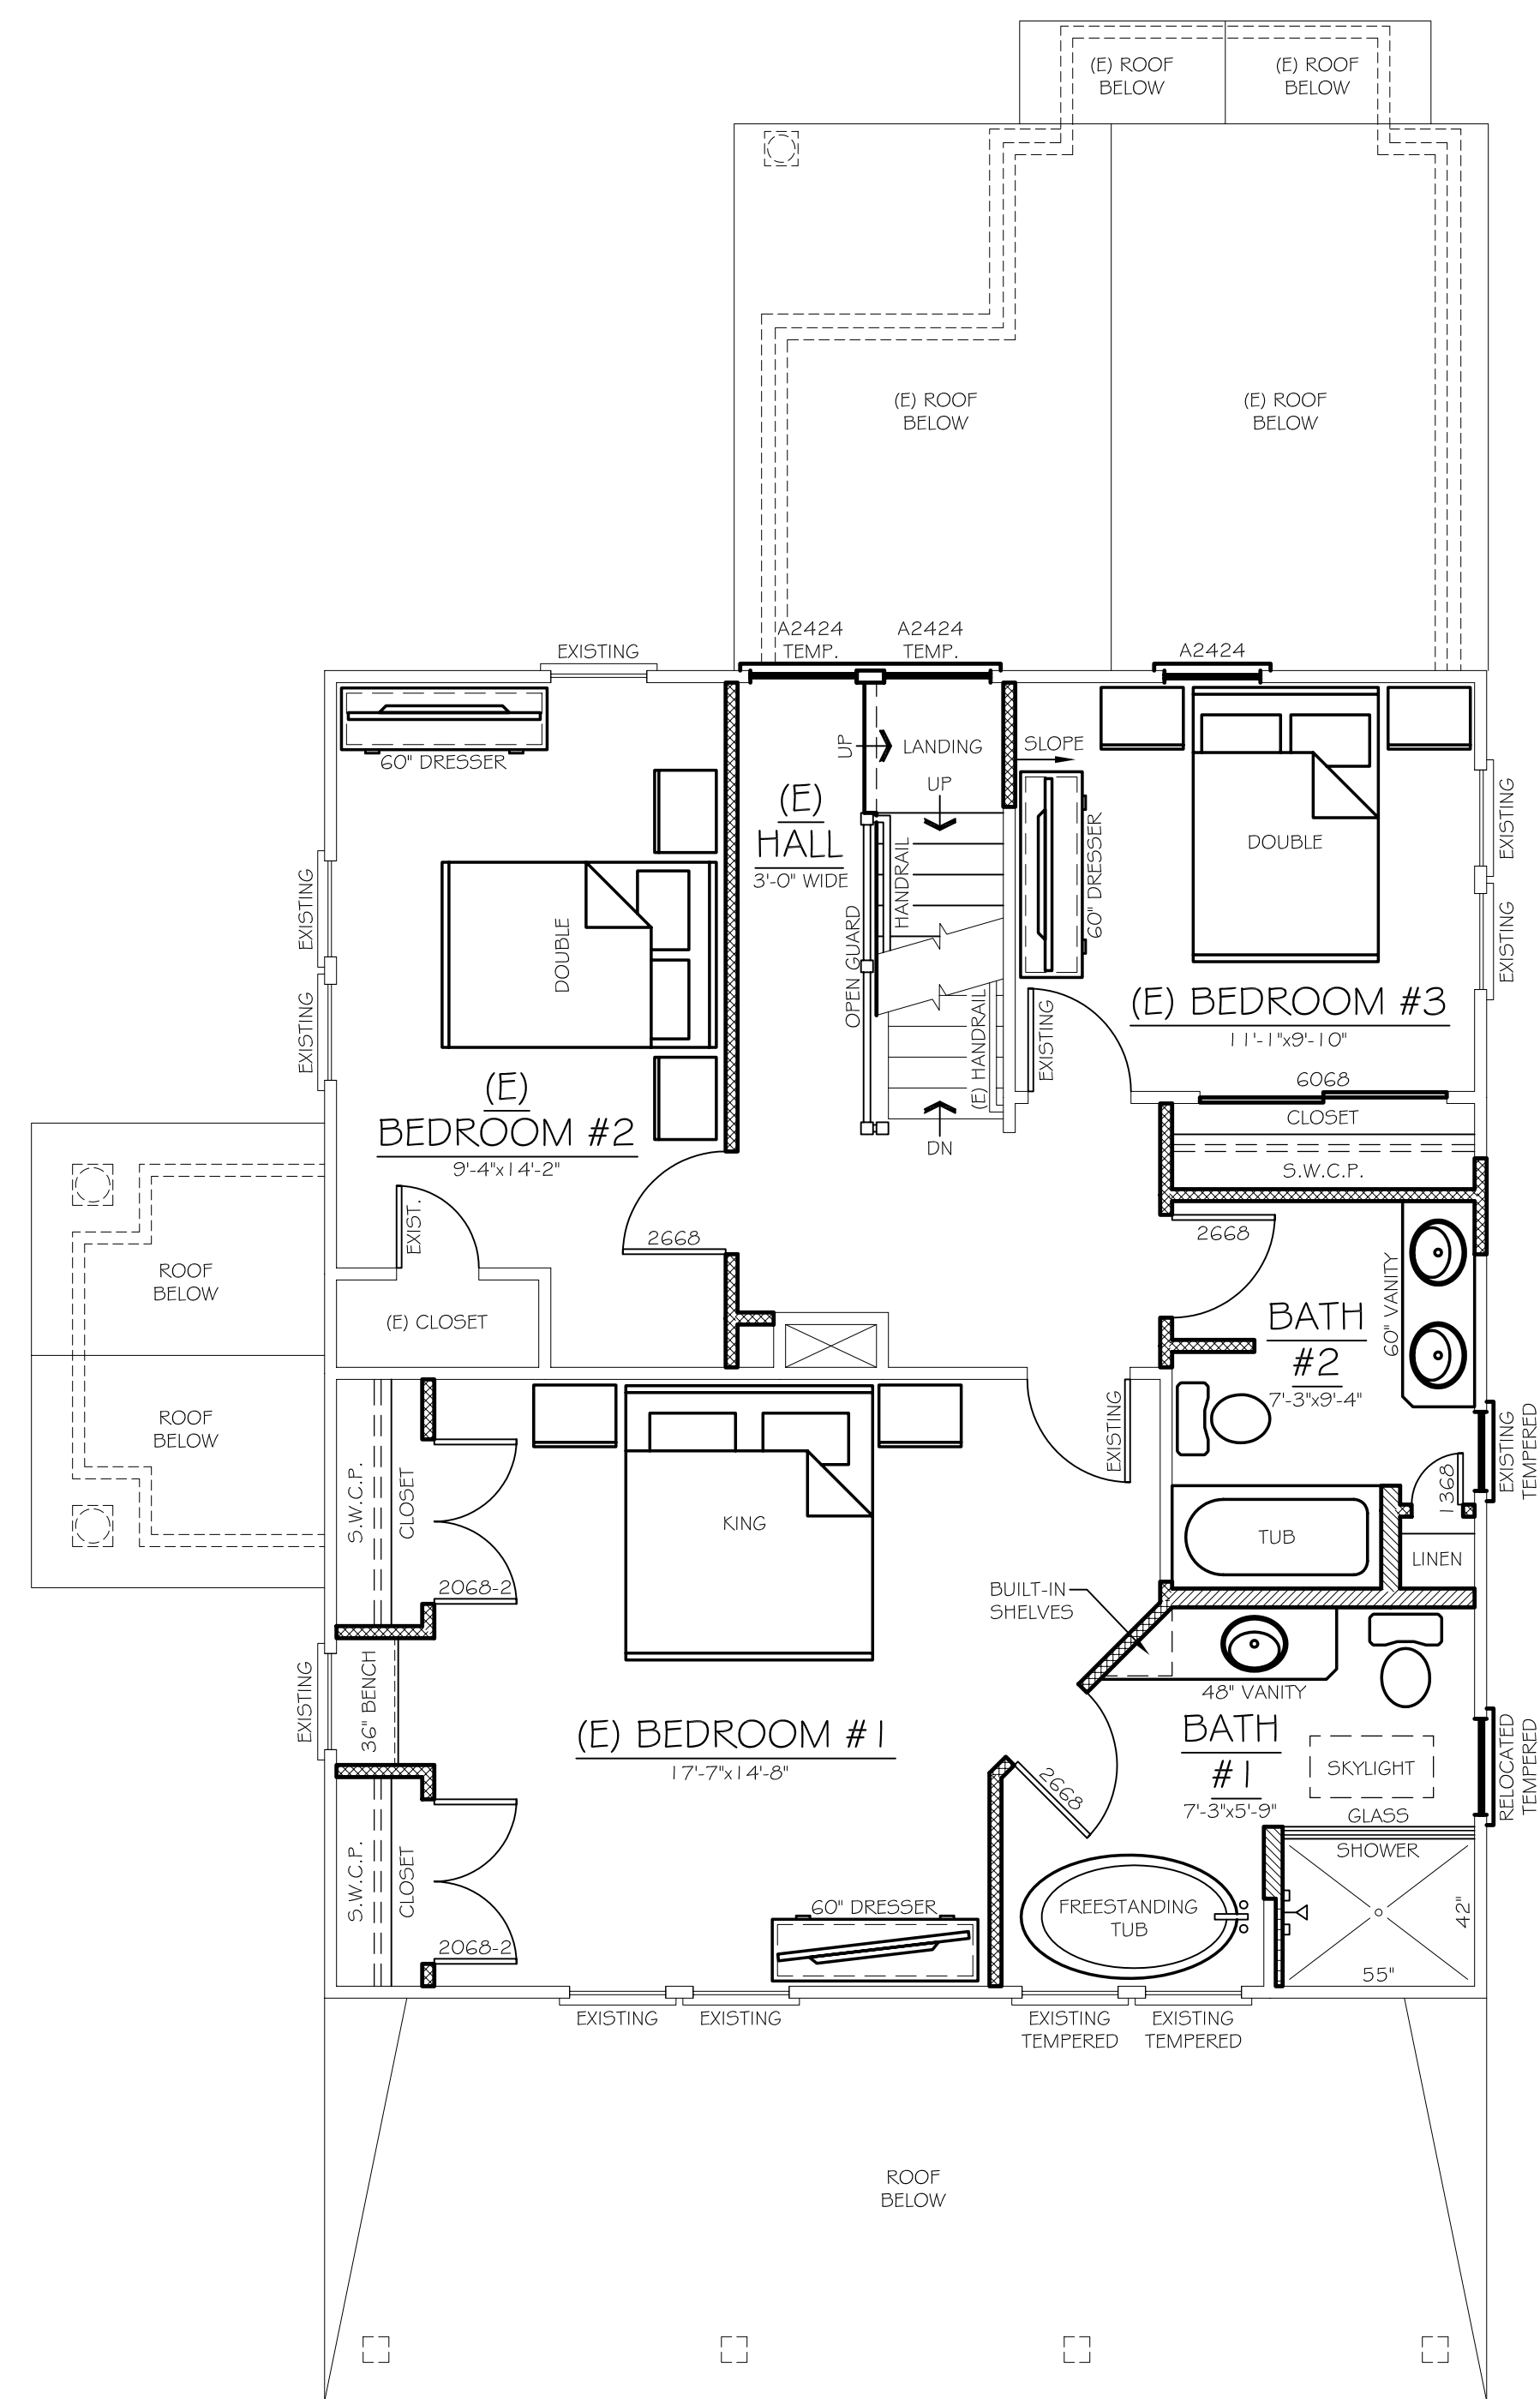 (E) ROOF
BELOW
(E) ROOF
BELOW
(E) ROOF
BELOW
(E) ROOF
BELOW
EXISTING
A2424
TEMP.
A2424
TEMP.
A2424
60" DRESSER
UP
LANDING
SLOPE
UP
(E)
HALL
3'-0" WIDE
HANDRAIL
OPEN GUARD
(E) HANDRAIL
DN
60" DRESSER
DOUBLE
EXISTING
EXISTING
EXISTING
EXISTING
DOUBLE
EXISTING
(E) BEDROOM #3
11'-1"x9'-10"
6068
CLOSET
S.W.C.P.
(E)
BEDROOM #2
9'-4"x14'-2"
EXIST.
2668
2668
(E) CLOSET
ROOF
BELOW
ROOF
BELOW
60" VANITY
BATH
#2
7'-3"x9'-4"
EXISTING
TEMPERED
1368
EXISTING
S.W.C.P.
CLOSET
2068-2
KING
TUB
LINEN
BUILT-IN
SHELVES
EXISTING
36" BENCH
48" VANITY
(E) BEDROOM #1
17'-7"x14'-8"
BATH
#1
7'-3"x5'-9"
2668
SKYLIGHT
RELOCATED
TEMPERED
GLASS
SHOWER
42"
55"
S.W.C.P.
CLOSET
2068-2
60" DRESSER
FREESTANDING
TUB
EXISTING
EXISTING
EXISTING
TEMPERED
EXISTING
TEMPERED
ROOF
BELOW